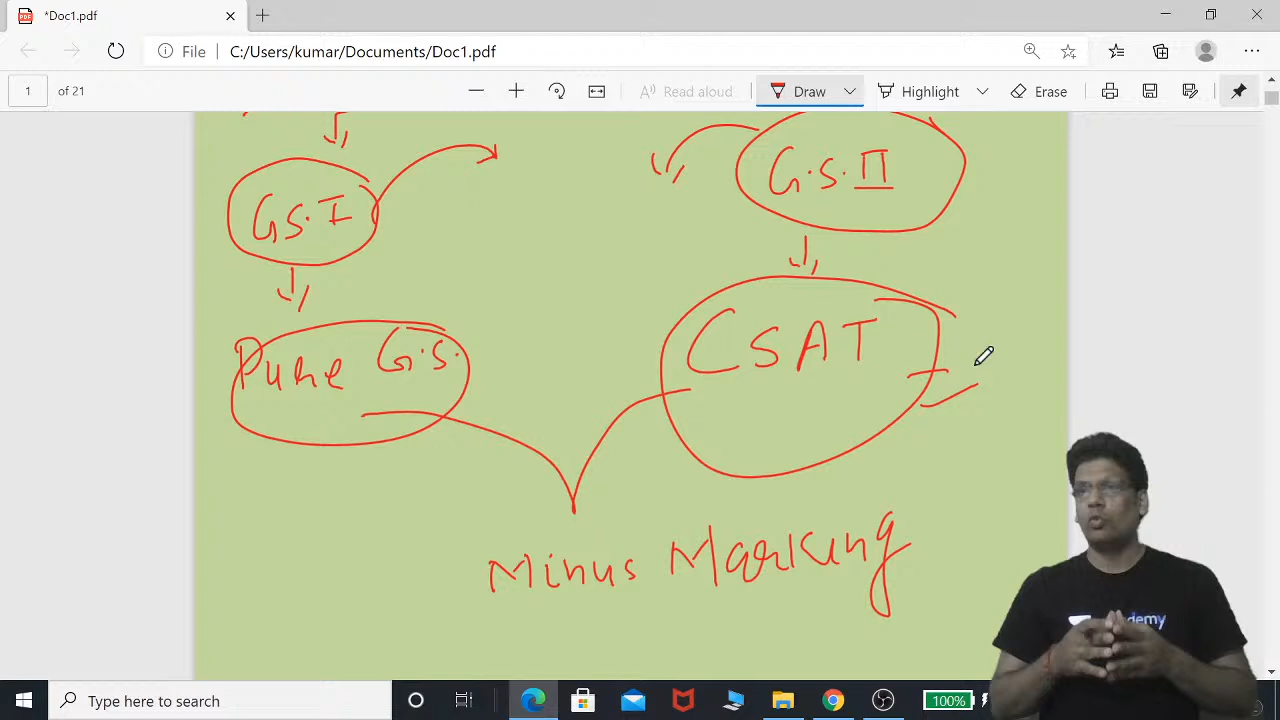 *Doc1.pdf
File C:/Users/kumar/Documents/Doc1.pdf
1 of 21 Read aloud Draw Highlight Erase
GS.I
G.S.II
Pure G.S.
CSAT
Minus Marking
Type here to search
100%